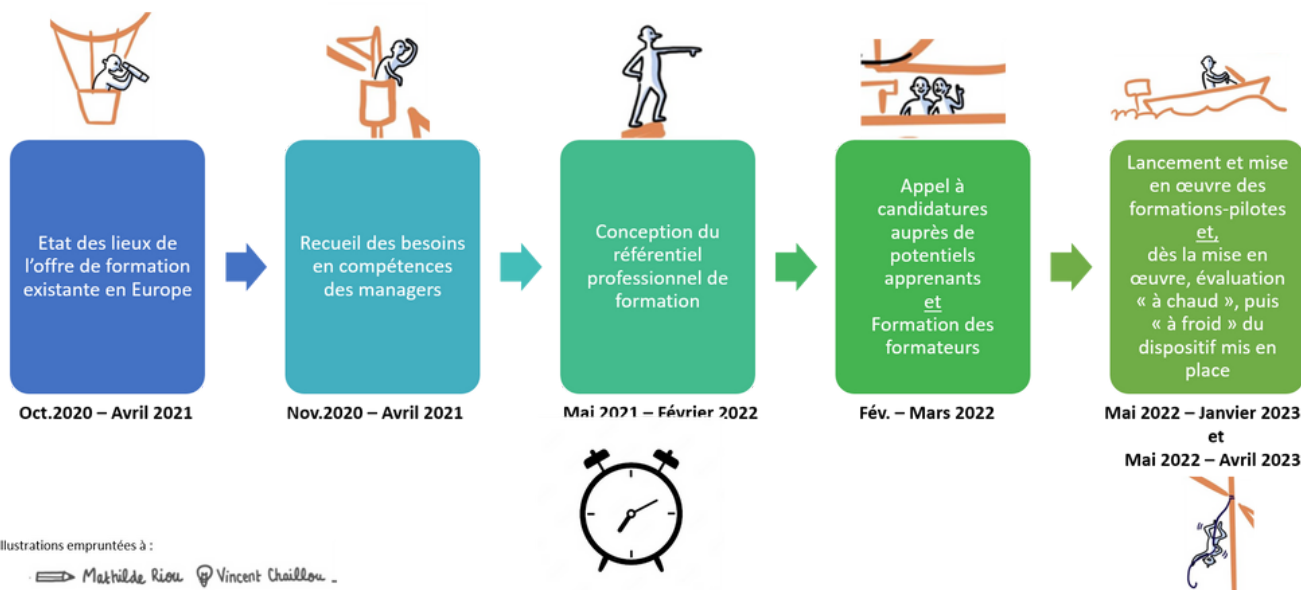 Etat des lieux de
l'offre de formation
existante en Europe
Oct.2020 – Avril 2021
Recueil des besoins
en compétences
des managers
Nov.2020 – Avril 2021
Conception du
référentiel
professionnel de
formation
Mai 2021 – Février 2022
Appel à
candidatures
auprès de
potentiels
apprenants
et
Formation des
formateurs
Fév. – Mars 2022
Lancement et mise
en œuvre des
formations-pilotes
et,
dès la mise en
œuvre, évaluation
« à chaud », puis
« à froid » du
dispositif mis en
place
Mai 2022 – Janvier 2023
et
Mai 2022 – Avril 2023
llustrations empruntées à :
Mathilde Riou Vincent Chaillou _